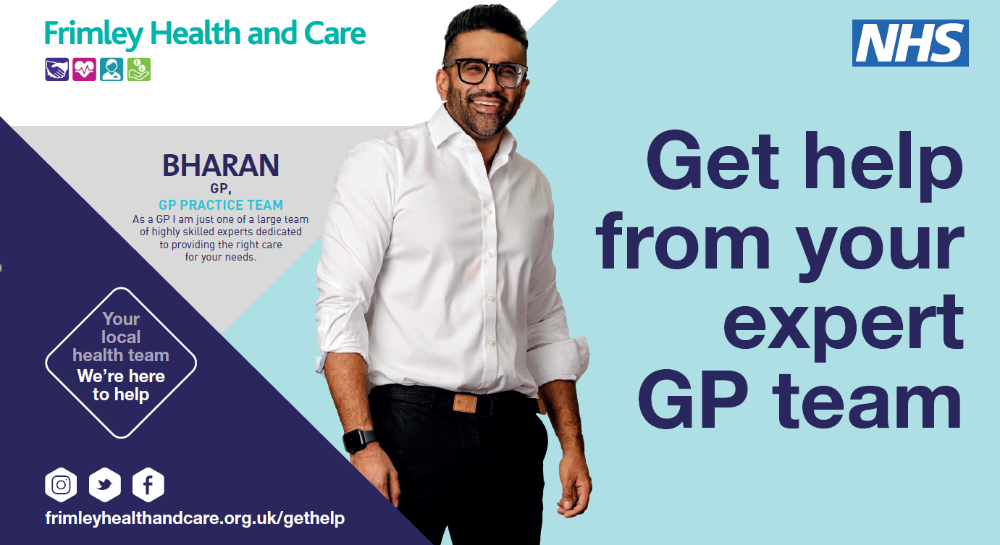 Frimley Health and Care
NHS
BHARAN
GP,
GP PRACTICE TEAM
As a GP I am just one of a large team
of highly skilled experts dedicated
to providing the right care
for your needs.
Get help
from your
expert
GP team
Your
local
health team
We're here
to help
frimleyhealthandcare.org.uk/gethelp